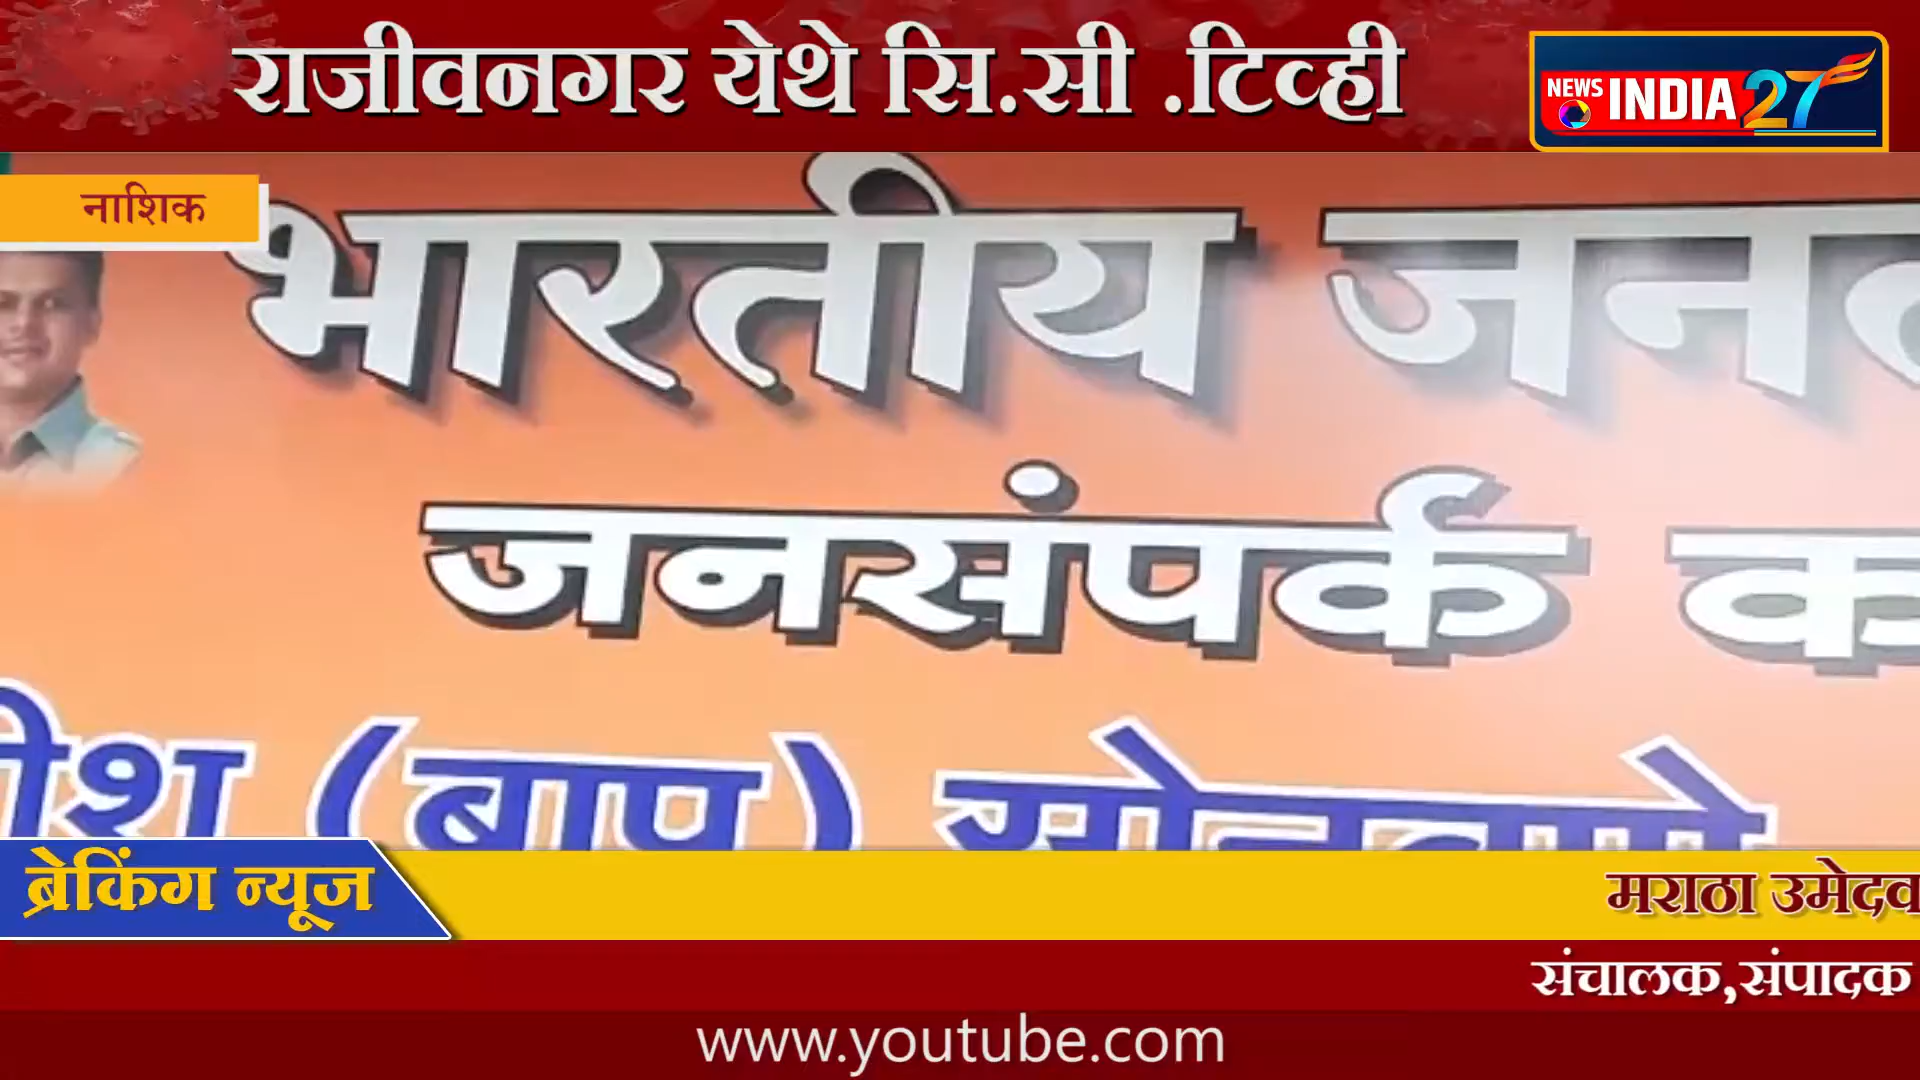 राजीवनगर येथे सि.सी .टिव्ही
NEWS INDIA 27
नाशिक
भारतीय
जनसंपर्क
(बापु)
ब्रेकिंग न्यूज
मराठा
संचालक,संपादक
www.youtube.com